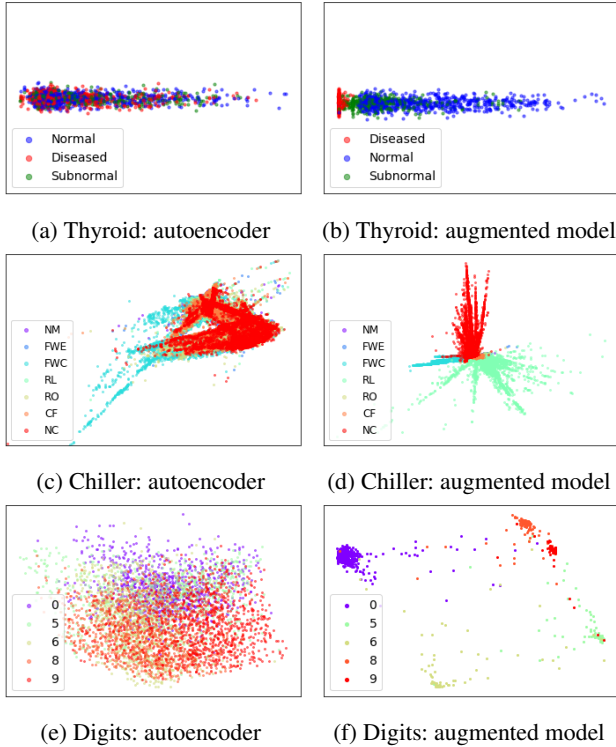 Normal
Diseased
Subnormal
Diseased
Normal
Subnormal
(a) Thyroid: autoencoder
(b) Thyroid: augmented model
NM
FWE
FWC
RL
RO
CF
NC
NM
FWE
FWC
RL
RO
CF
NC
(c) Chiller: autoencoder
(d) Chiller: augmented model
0
5
6
8
9
0
5
6
8
9
(e) Digits: autoencoder
(f) Digits: augmented model